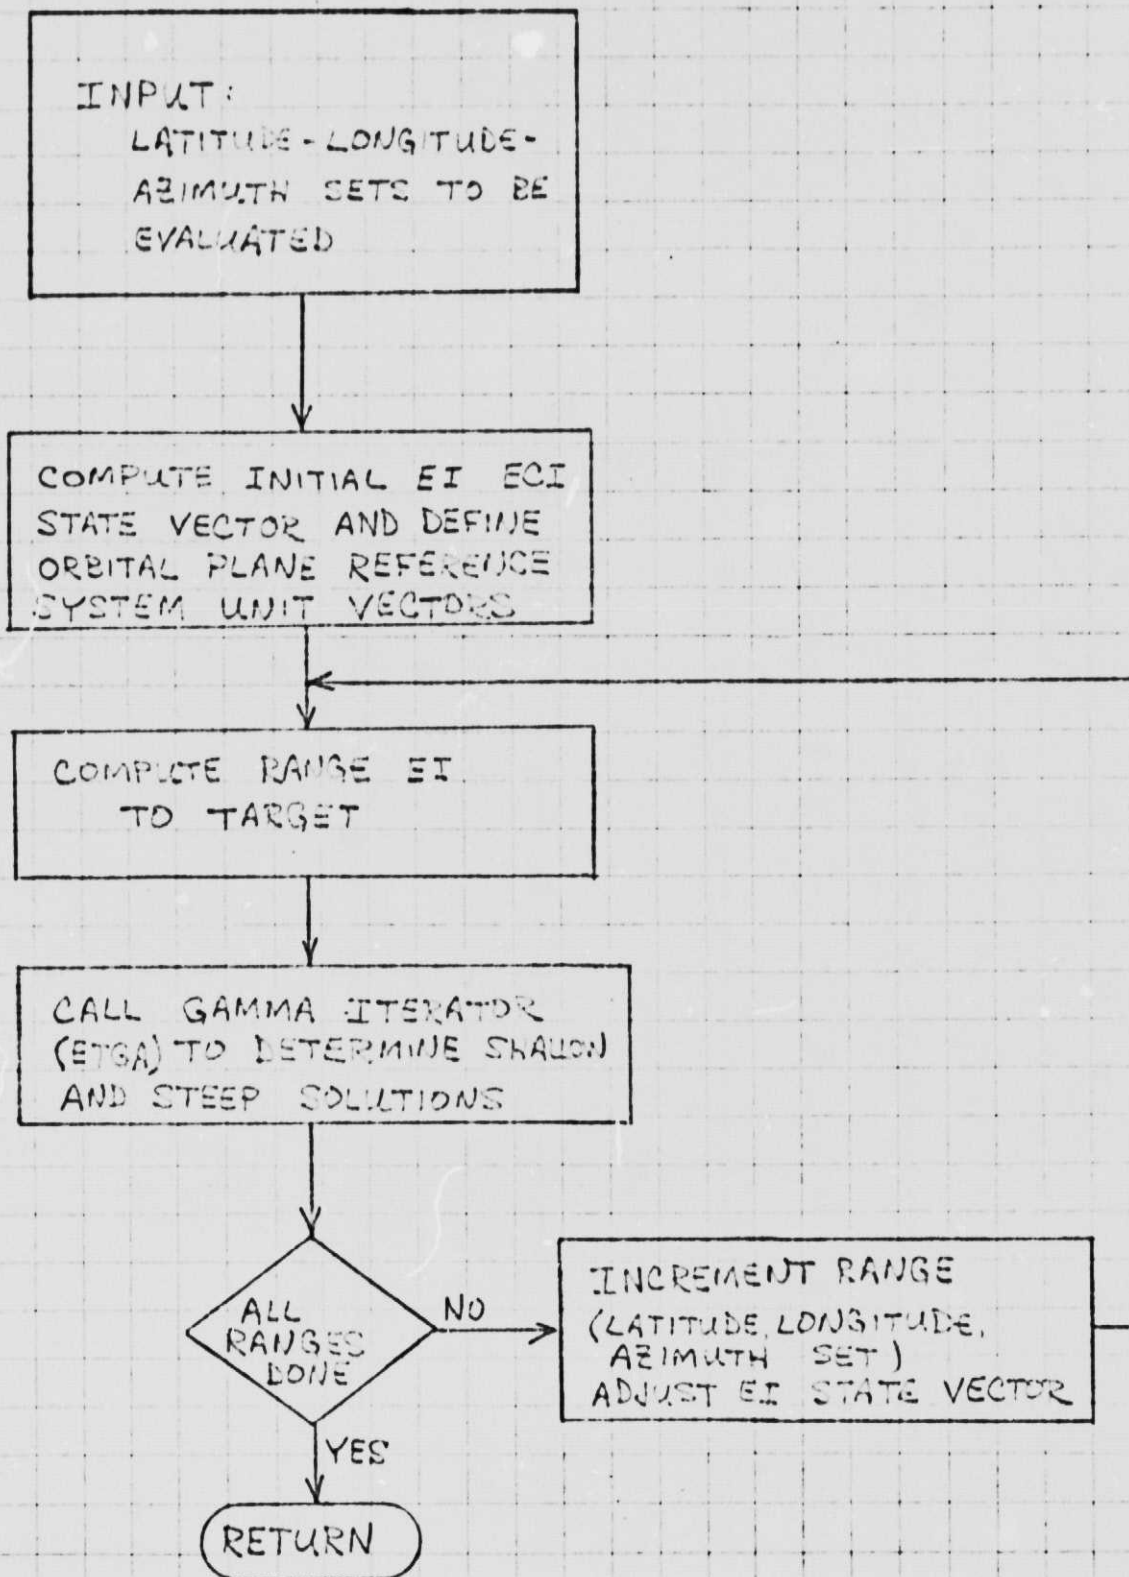 INPUT:
LATITUDE-LONGITUDE-
AZIMUTH SETS TO BE
EVALUATED
COMPUTE INITIAL EI ECI
STATE VECTOR AND DEFINE
ORBITAL PLANE REFERENCE
SYSTEM UNIT VECTORS
COMPUTE RANGE EI
TO TARGET
CALL GAMMA ITERATOR
(ETGA) TO DETERMINE SHALLOW
AND STEEP SOLUTIONS
ALL
RANGES
DONE
NO
INCREMENT RANGE
(LATITUDE, LONGITUDE,
AZIMUTH SET)
ADJUST EI STATE VECTOR
YES
RETURN